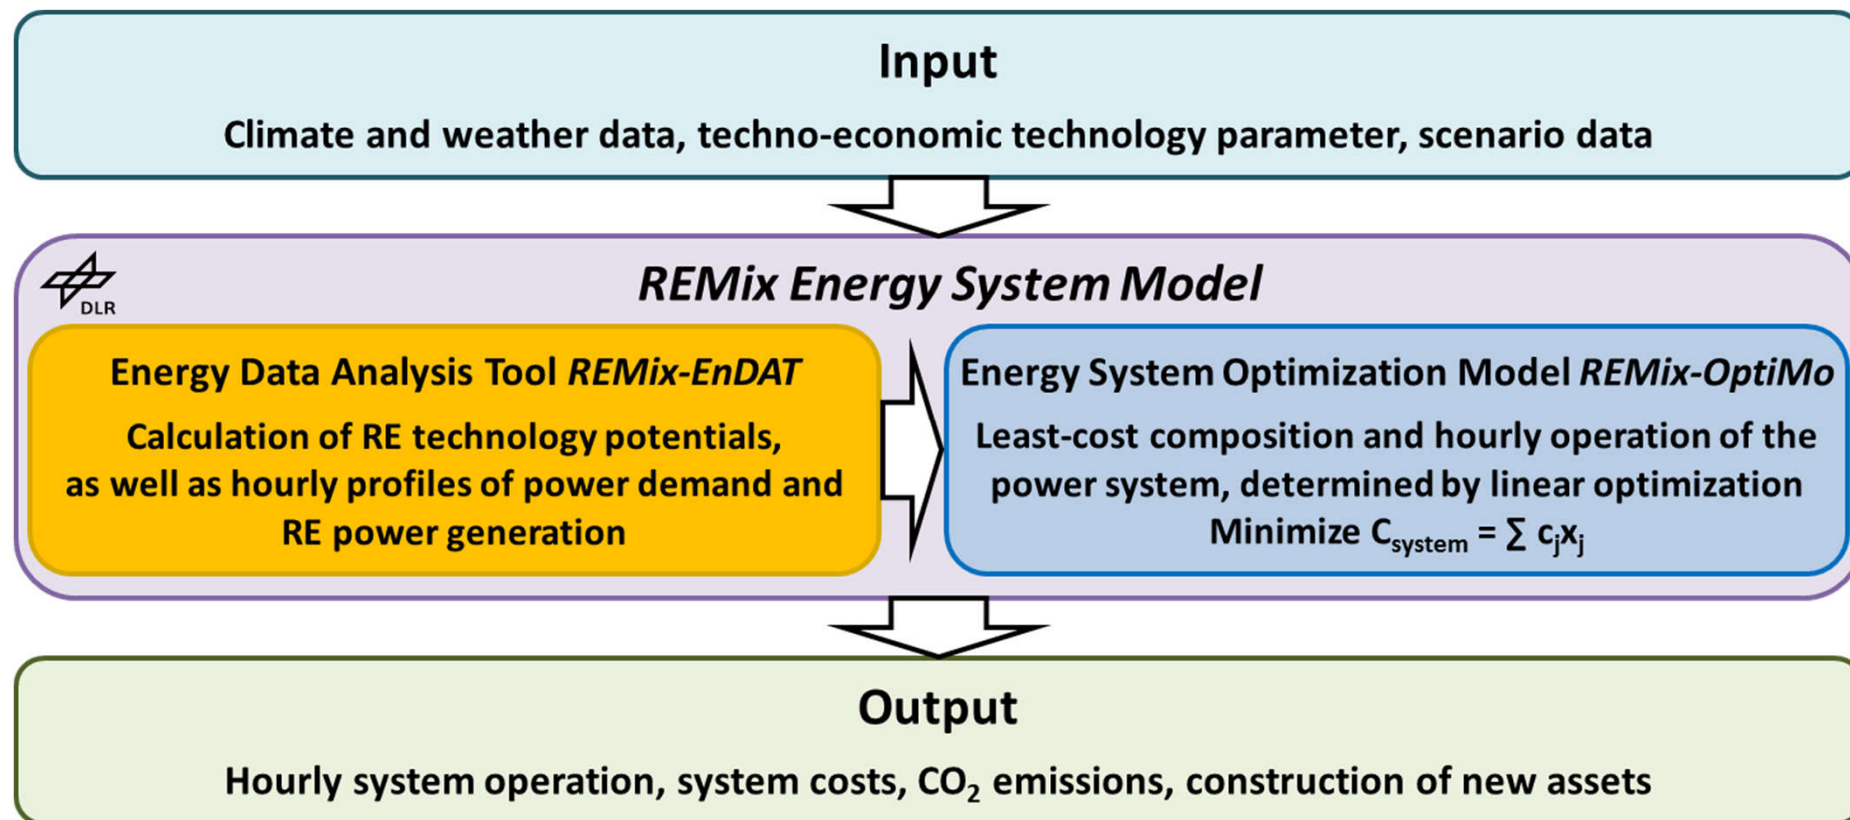 Input
Climate and weather data, techno-economic technology parameter, scenario data
DLR
REMix Energy System Model
Energy Data Analysis Tool REMix-EnDAT
Calculation of RE technology potentials,
as well as hourly profiles of power demand and
RE power generation
Energy System Optimization Model REMix-OptiMo
Least-cost composition and hourly operation of the
power system, determined by linear optimization
Minimize C_system = ∑ c_jx_j
Output
Hourly system operation, system costs, CO₂ emissions, construction of new assets